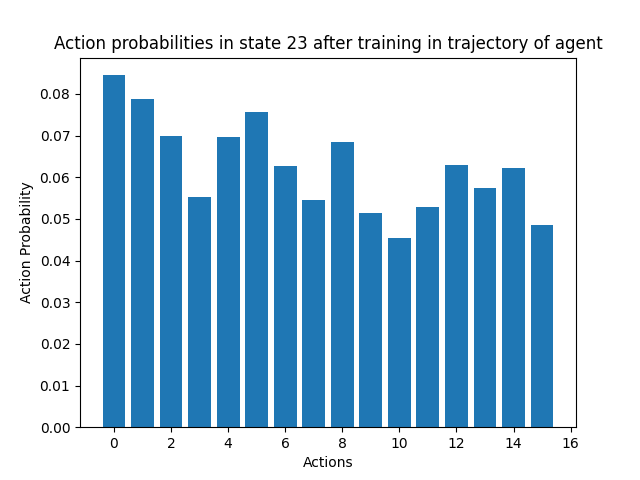 Action probabilities in state 23 after training in trajectory of agent
0.08
0.07
0.06
0.05
0.04
0.03
0.02
0.01
0.00
Action Probability
0 2 4 6 8 10 12 14 16
Actions